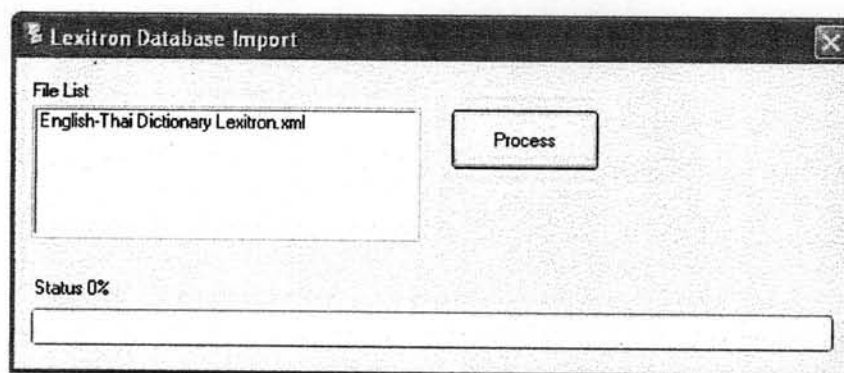 Lexitron Database Import
File List
English-Thai Dictionary Lexitron.xml
Process
Status 0%